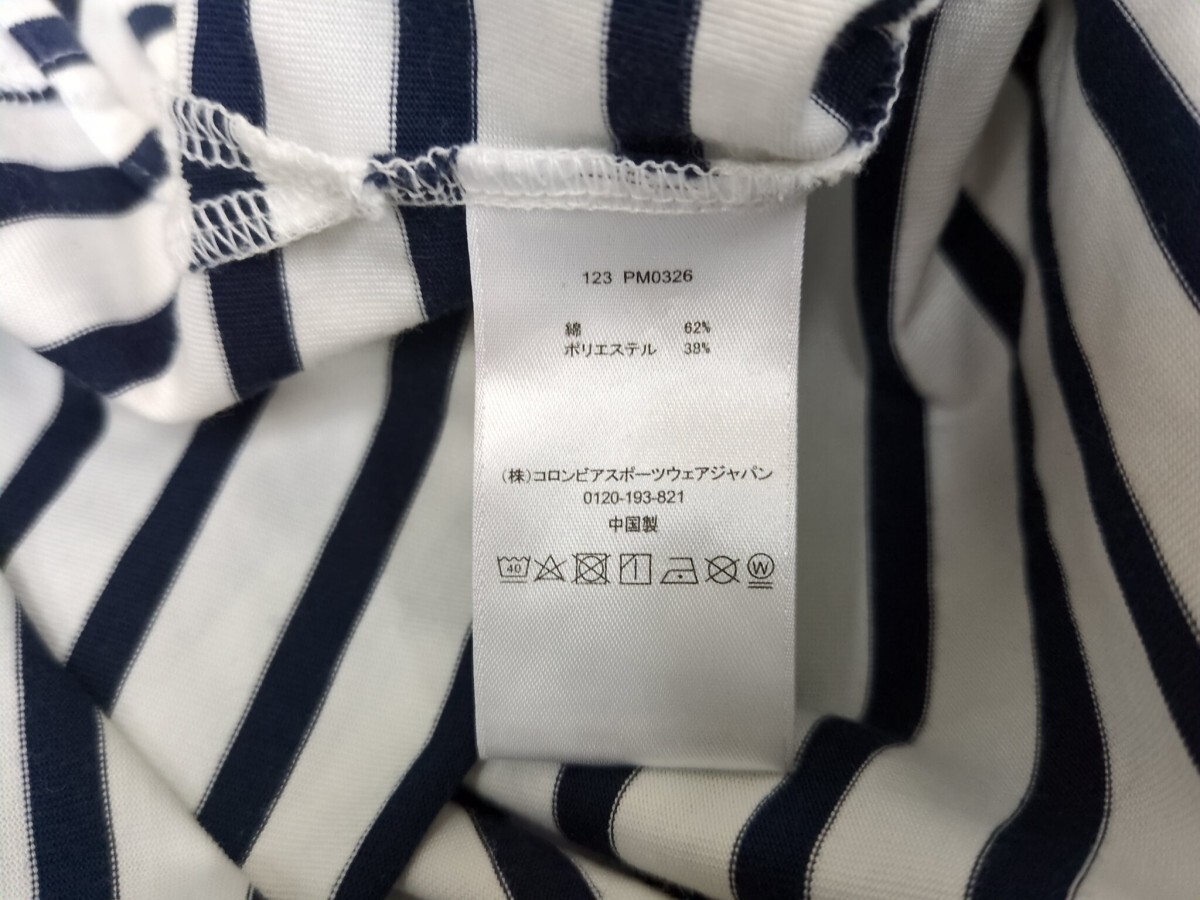 123 PM0326
綿 62%
ポリエステル 38%
(株)コロンビアスポーツウェアジャパン
0120-193-821
中国製
40 W